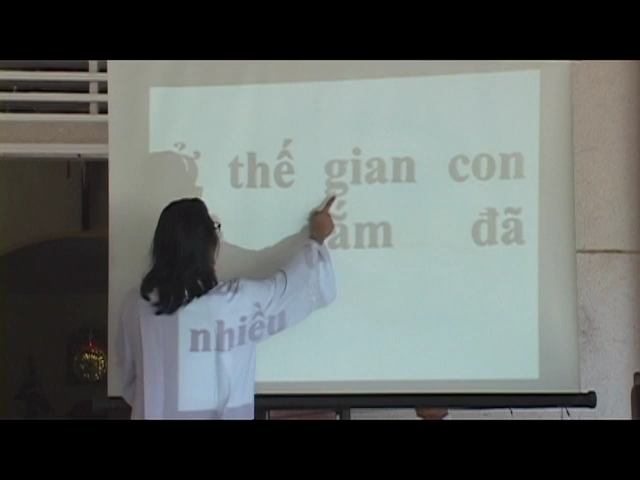 Ở thế gian con
đã
nhiều